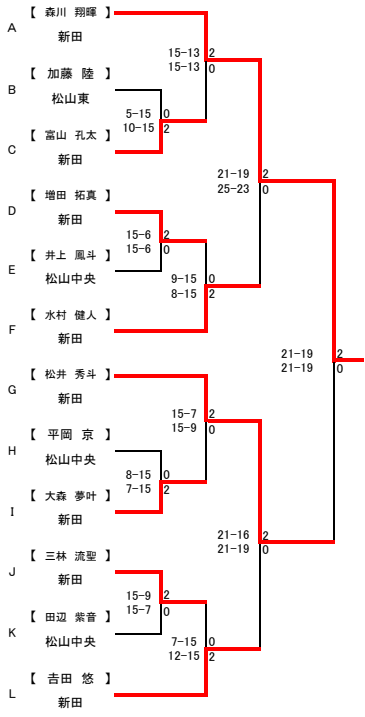 A 【 森川 翔暉 】
新田
B 【 加藤 陸 】
松山東
C 【 富山 孔太 】
新田
D 【 増田 拓真 】
新田
E 【 井上 鳳斗 】
松山中央
F 【 水村 健人 】
新田
G 【 松井 秀斗 】
新田
H 【 平岡 京 】
松山中央
I 【 大森 夢叶 】
新田
J 【 三林 流聖 】
新田
K 【 田辺 紫音 】
松山中央
L 【 𠮷田 悠 】
新田
15-13 2
15-13 0
5-15 0
10-15 2
21-19 2
25-23 0
15-6 2
15-6 0
9-15 0
8-15 2
21-19 2
21-19 0
15-7 2
15-9 0
8-15 0
7-15 2
21-16 2
21-19 0
15-9 2
15-7 0
7-15 0
12-15 2